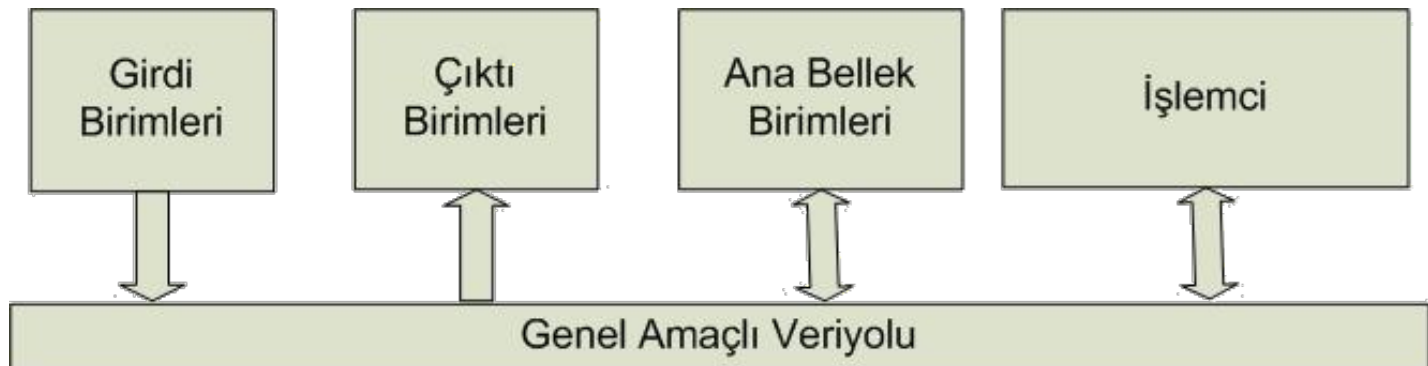 Girdi
Birimleri
Çıktı
Birimleri
Ana Bellek
Birimleri
İşlemci
Genel Amaçlı Veriyolu